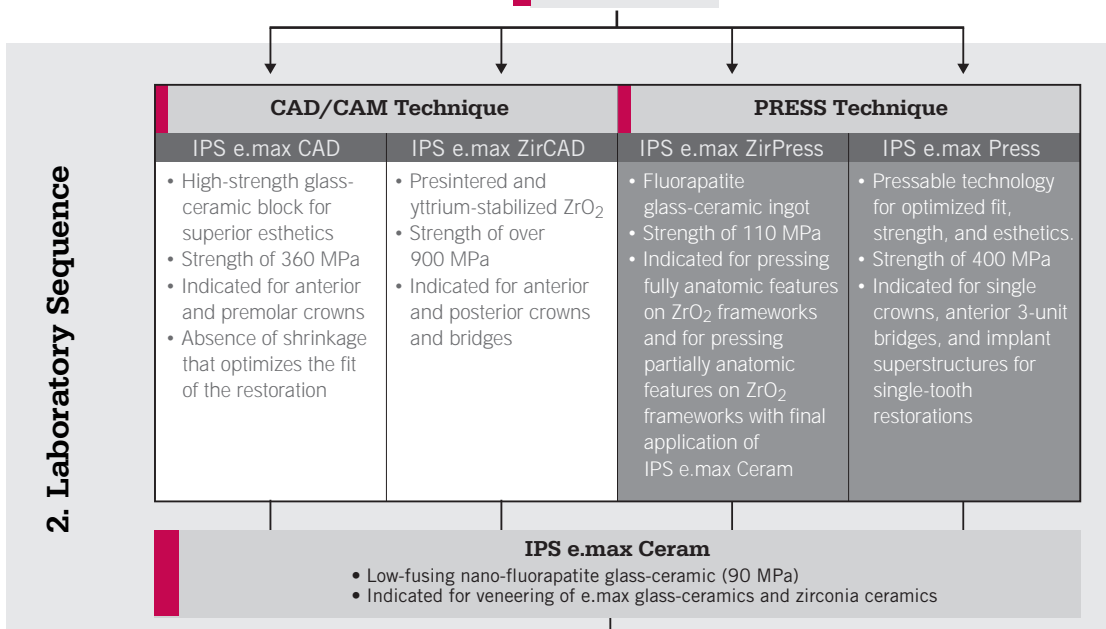 2. Laboratory Sequence
CAD/CAM Technique
PRESS Technique
IPS e.max CAD
• High-strength glass-
ceramic block for
superior esthetics
• Strength of 360 MPa
• Indicated for anterior
and premolar crowns
• Absence of shrinkage
that optimizes the fit
of the restoration
IPS e.max ZirCAD
• Presintered and
yttrium-stabilized ZrO2
• Strength of over
900 MPa
• Indicated for anterior
and posterior crowns
and bridges
IPS e.max ZirPress
• Fluorapatite
glass-ceramic ingot
• Strength of 110 MPa
• Indicated for pressing
fully anatomic features
on ZrO2 frameworks
and for pressing
partially anatomic
features on ZrO2
frameworks with final
application of
IPS e.max Ceram
IPS e.max Press
• Pressable technology
for optimized fit,
strength, and esthetics.
• Strength of 400 MPa
• Indicated for single
crowns, anterior 3-unit
bridges, and implant
superstructures for
single-tooth
restorations
IPS e.max Ceram
• Low-fusing nano-fluorapatite glass-ceramic (90 MPa)
• Indicated for veneering of e.max glass-ceramics and zirconia ceramics